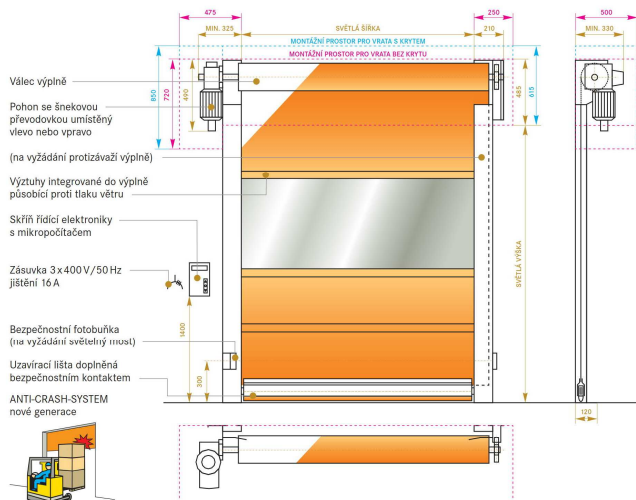 475
250
500
MIN. 325
SVĚTLÁ ŠÍŘKA
210
MIN. 330
MONTÁŽNÍ PROSTOR PRO VRATA S KRYTEM
MONTÁŽNÍ PROSTOR PRO VRATA BEZ KRYTU
850
720
490
485
615
Válec výplně
Pohon se šnekovou
převodovkou umístěný
vlevo nebo vpravo
(na vyžádání protizávaží výplně)
Výztuhy integrované do výplně
působící proti tlaku větru
Skříň řídící elektroniky
s mikropočítačem
Zásuvka 3 x 400 V/50 Hz
jištění 16 A
SVĚTLÁ VÝŠKA
1400
Bezpečnostní fotobuňka
(na vyžádání světelný most)
300
Uzavírací lišta doplněná
bezpečnostním kontaktem
ANTI-CRASH-SYSTEM
nové generace
120